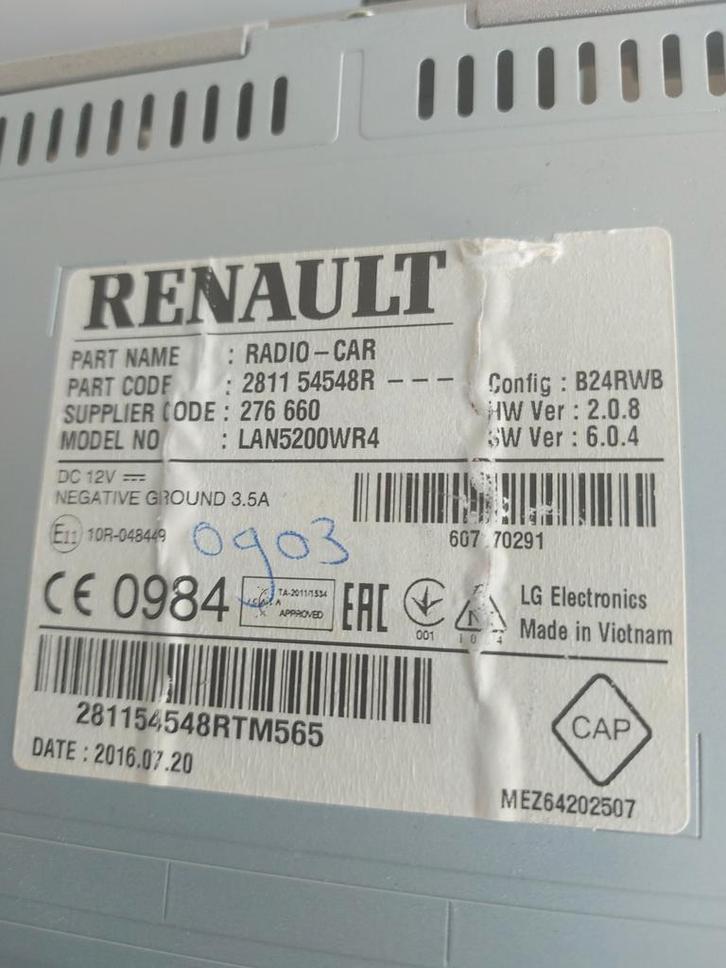 RENAULT
PART NAME : RADIO-CAR
PART CODE : 2811 54548R --- Config : B24RWB
SUPPLIER CODE : 276 660 HW Ver : 2.0.8
MODEL NO : LAN5200WR4 SW Ver : 6.0.4
DC 12V
NEGATIVE GROUND 3.5A
607 70291
E11 10R-048449
0903
CE 0984
TA-2011/1534
APPROVED
EAC
001
LG Electronics
Made in Vietnam
281154548RTM565
DATE : 2016.07.20
CAP
MEZ64202507